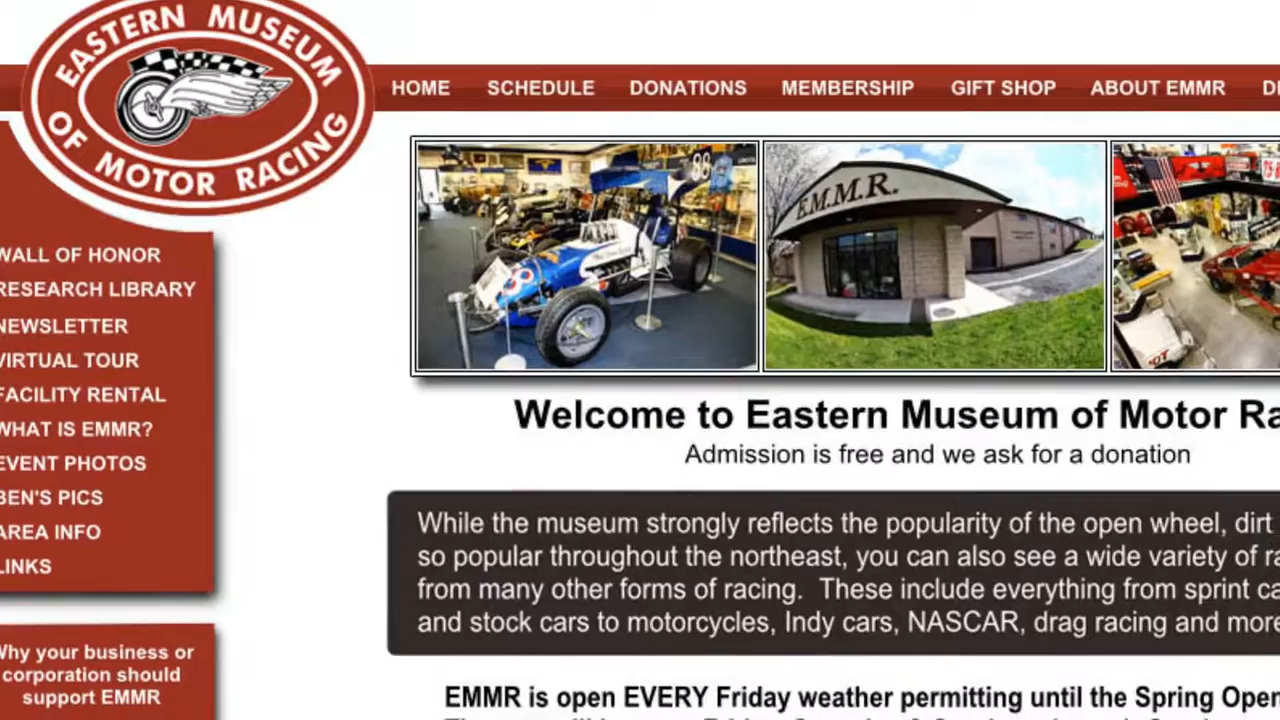 EASTERN MUSEUM
OF MOTOR RACING
HOME SCHEDULE DONATIONS MEMBERSHIP GIFT SHOP ABOUT EMMR
88
E.M.M.R.
WALL OF HONOR
RESEARCH LIBRARY
NEWSLETTER
VIRTUAL TOUR
FACILITY RENTAL
WHAT IS EMMR?
EVENT PHOTOS
BEN'S PICS
AREA INFO
LINKS
Why your business or
corporation should
support EMMR
Welcome to Eastern Museum of Motor Ra
Admission is free and we ask for a donation
While the museum strongly reflects the popularity of the open wheel, dirt
so popular throughout the northeast, you can also see a wide variety of ra
from many other forms of racing. These include everything from sprint ca
and stock cars to motorcycles, Indy cars, NASCAR, drag racing and more
EMMR is open EVERY Friday weather permitting until the Spring Open